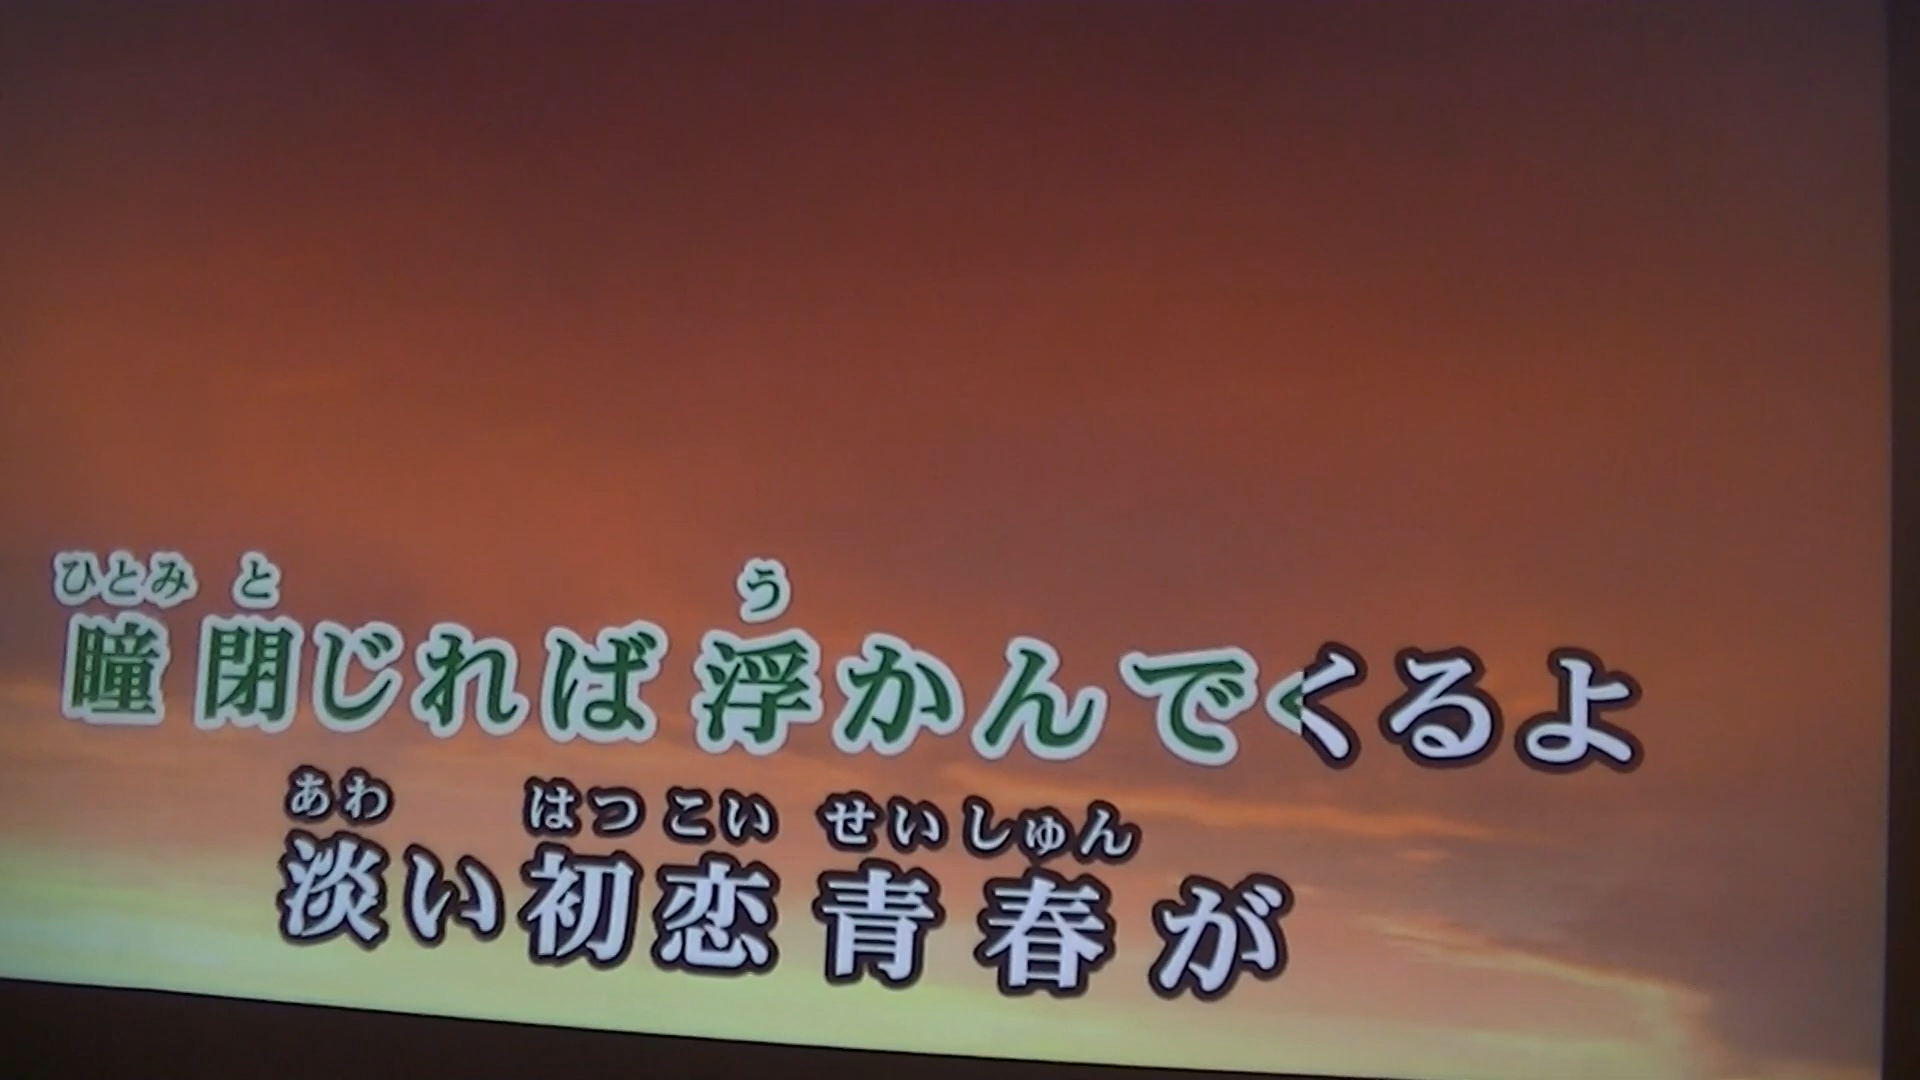 ひとみ と う
瞳 閉じれば 浮かんでくるよ
あわ はつ こい せい しゅん
淡い初恋 青春が